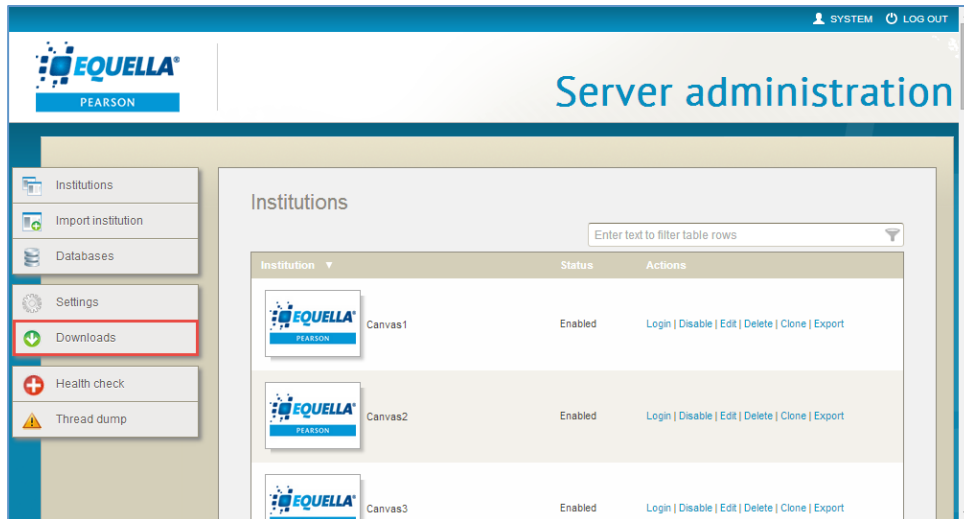 SYSTEM LOG OUT
EQUELLA®
PEARSON
Server administration
Institutions
Import institution
Databases
Settings
Downloads
Health check
Thread dump
Institutions
Enter text to filter table rows
Institution ▼ Status Actions
EQUELLA®
PEARSON
Canvas1 Enabled Login | Disable | Edit | Delete | Clone | Export
EQUELLA®
PEARSON
Canvas2 Enabled Login | Disable | Edit | Delete | Clone | Export
EQUELLA®
Canvas3 Enabled Login | Disable | Edit | Delete | Clone | Export